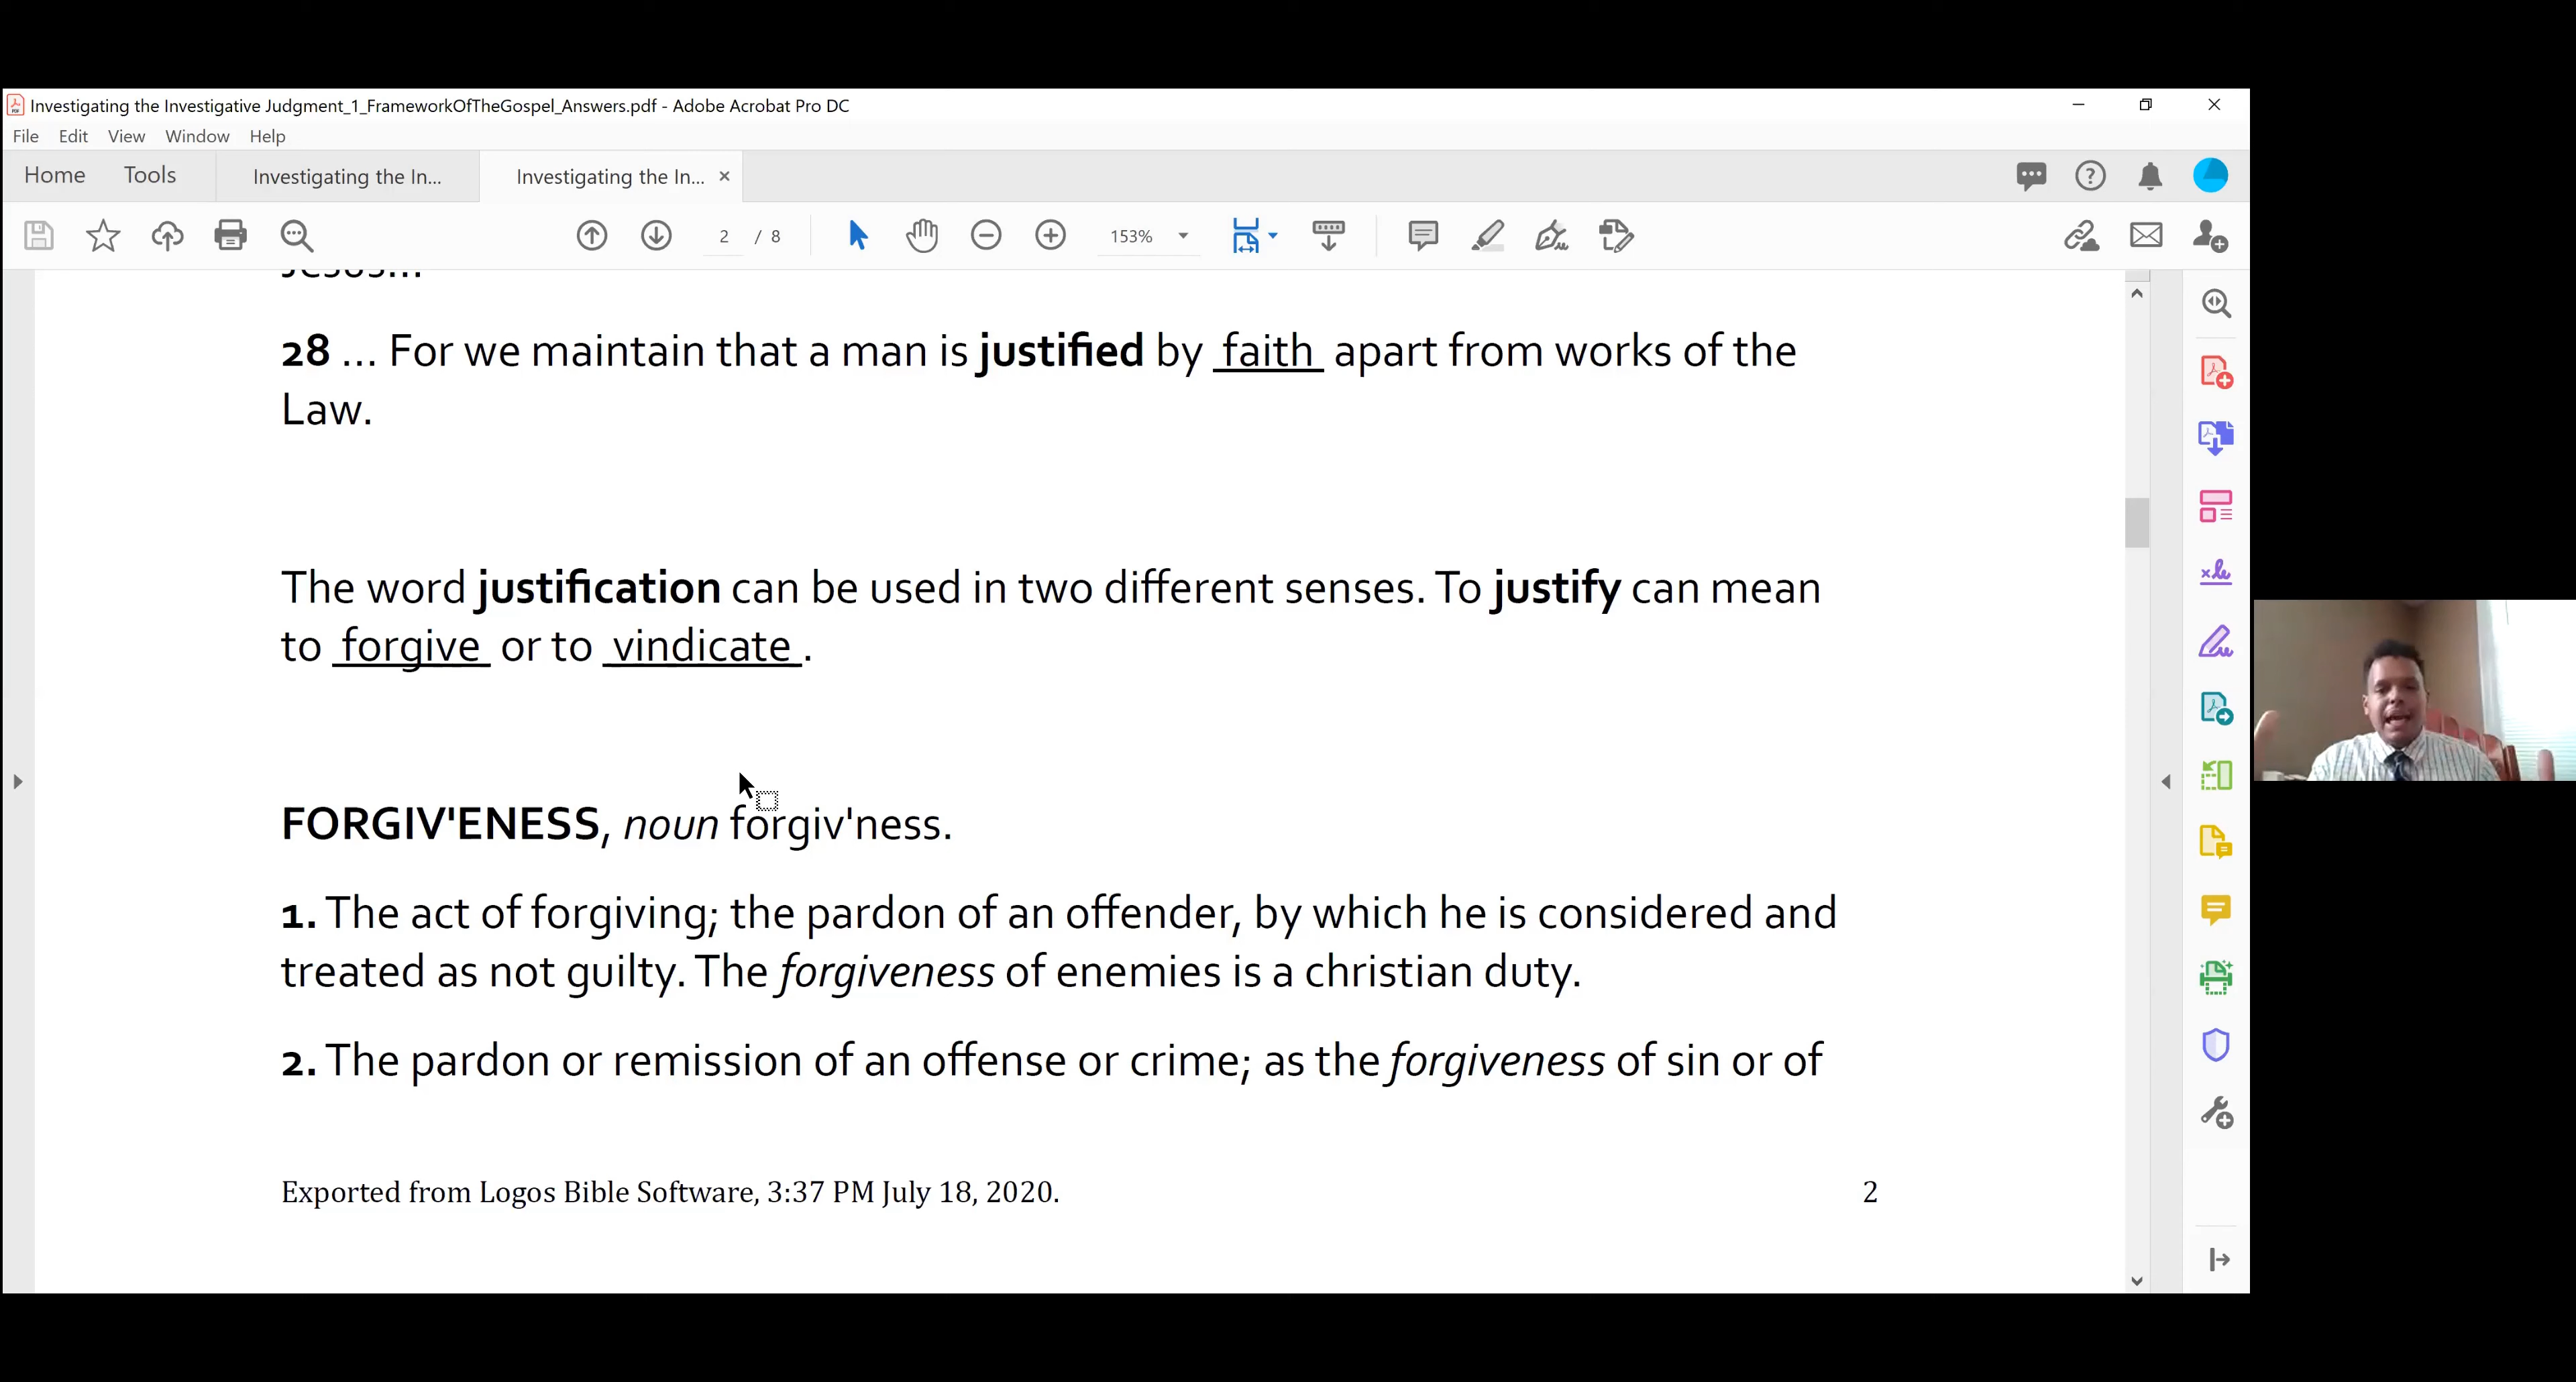 Investigating the Investigative Judgment_1_FrameworkOfTheGospel_Answers.pdf - Adobe Acrobat Pro DC
File Edit View Window Help
Home Tools Investigating the In... Investigating the In... ×
2 / 8 153%
Jesus...
28 ... For we maintain that a man is justified by faith apart from works of the
Law.
The word justification can be used in two different senses. To justify can mean
to forgive or to vindicate .
FORGIV'ENESS, noun forgiv'ness.
1. The act of forgiving; the pardon of an offender, by which he is considered and
treated as not guilty. The forgiveness of enemies is a christian duty.
2. The pardon or remission of an offense or crime; as the forgiveness of sin or of
Exported from Logos Bible Software, 3:37 PM July 18, 2020. 2